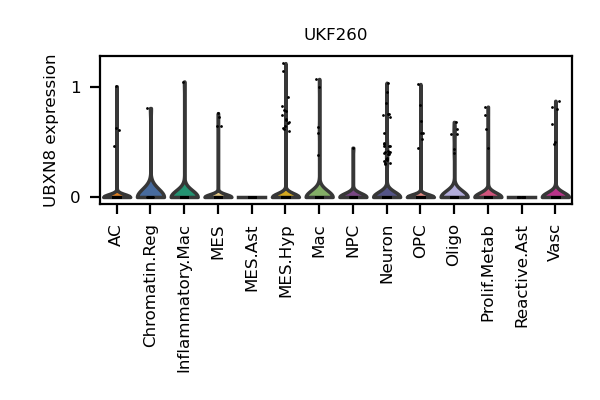 UKF260
UBXN8 expression
1
0
AC
Chromatin.Reg
Inflammatory.Mac
MES
MES.Ast
MES.Hyp
Mac
NPC
Neuron
OPC
Oligo
Prolif.Metab
Reactive.Ast
Vasc